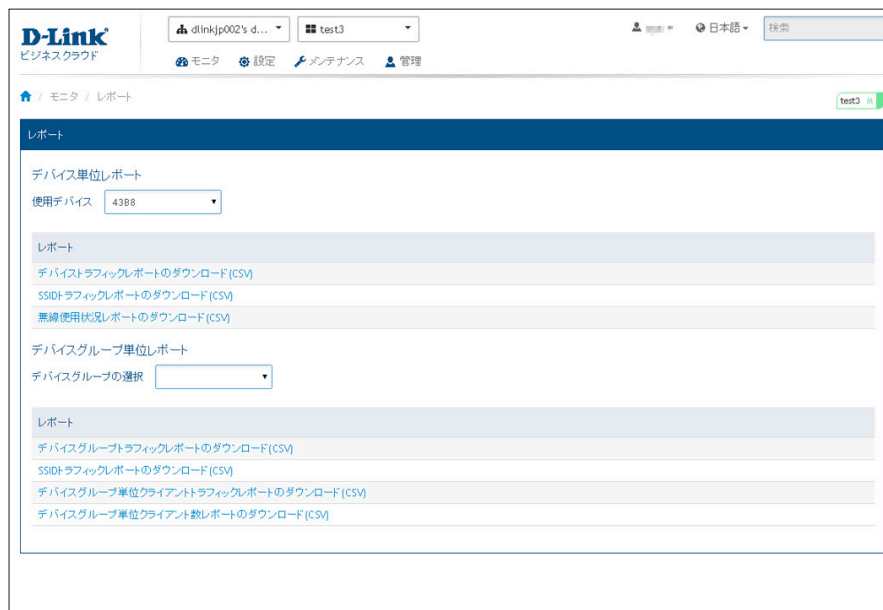 D-Link
ビジネスクラウド
dlinkjp002's d...
test3
日本語
検索
モニタ 設定 メンテナンス 管理
/ モニタ / レポート
test3
レポート
デバイス単位レポート
使用デバイス 43B8
レポート
デバイストラフィックレポートのダウンロード(CSV)
SSIDトラフィックレポートのダウンロード(CSV)
無線使用状況レポートのダウンロード(CSV)
デバイスグループ単位レポート
デバイスグループの選択
レポート
デバイスグループトラフィックレポートのダウンロード(CSV)
SSIDトラフィックレポートのダウンロード(CSV)
デバイスグループ単位クライアントトラフィックレポートのダウンロード(CSV)
デバイスグループ単位クライアント数レポートのダウンロード(CSV)